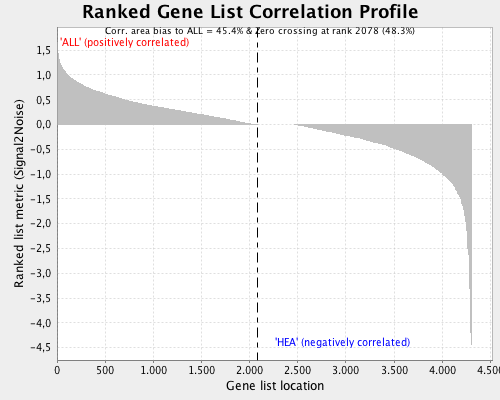 Ranked Gene List Correlation Profile
Corr. area bias to ALL = 45.4% & Zero crossing at rank 2078 (48.3%)
'ALL' (positively correlated)
1,5
1,0
0,5
0,0
-0,5
-1,0
-1,5
-2,0
-2,5
-3,0
-3,5
-4,0
-4,5
Ranked list metric (Signal2Noise)
'HEA' (negatively correlated)
0 500 1.000 1.500 2.000 2.500 3.000 3.500 4.000 4.500
Gene list location